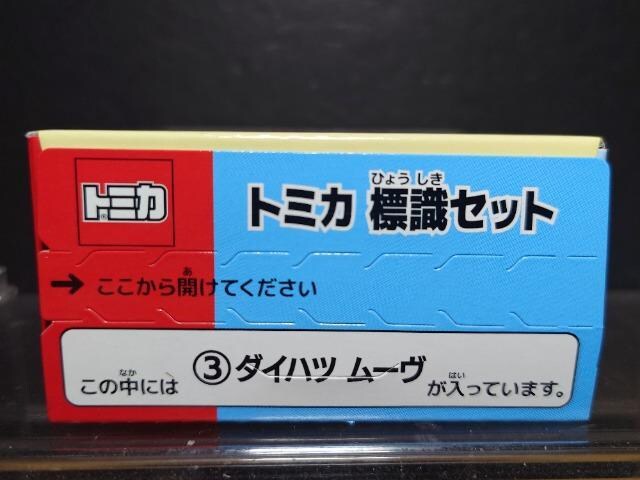 トミカ®
ひょうしき
トミカ 標識セット
あ
→ ここから開けてください
なか はい
この中には ③ダイハツ ムーヴ が入っています。